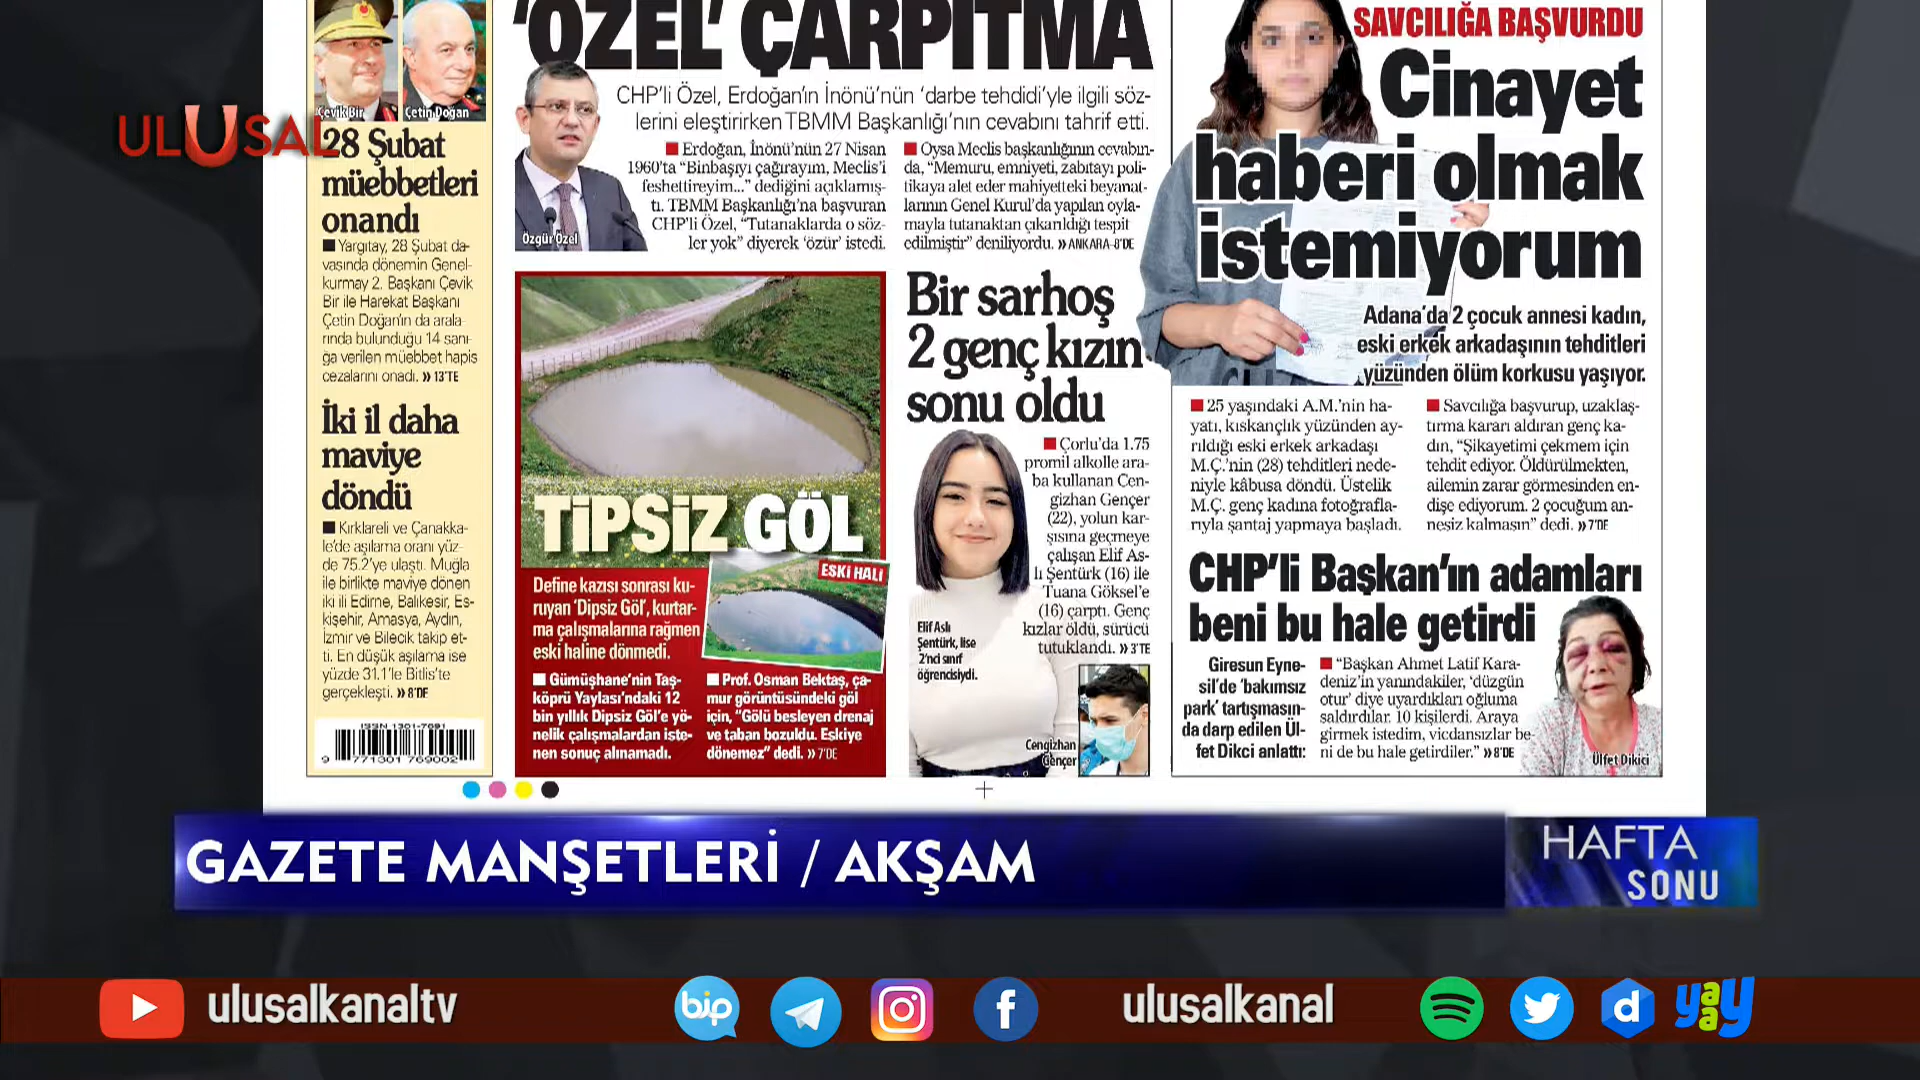 Çevik Bir
Çetin Doğan
ULUSAL
28 Şubat
müebbetleri
onandı
Yargıtay, 28 Şubat da-
vasında dönemin Genel-
kurmay 2. Başkanı Çevik
Bir ile Harekat Başkanı
Çetin Doğan'ın da arala-
rında bulunduğu 14 sanı-
ğa verilen müebbet hapis
cezalarını onadı. » 13'TE
İki il daha
maviye
döndü
Kırklareli ve Çanakka-
le'de aşılama oranı yüz-
de 75.2'ye ulaştı. Muğla
ile birlikte maviye dönen
iki ili Edirne, Balıkesir, Es-
kişehir, Amasya, Aydın,
İzmir ve Bilecik takip et-
ti. En düşük aşılama ise
yüzde 31.1'le Bitlis'te
gerçekleşti. » 8'DE
ISSN 1301-7691
9 771301 769002
'ÖZEL' ÇARPITMA
CHP'li Özel, Erdoğan'ın İnönü'nün 'darbe tehdidi'yle ilgili söz-
lerini eleştirirken TBMM Başkanlığı'nın cevabını tahrif etti.
Özgür Özel
Erdoğan, İnönü'nün 27 Nisan
1960'ta "Binbaşıyı çağırayım, Meclis'i
feshettireyim..." dediğini açıklamış-
tı. TBMM Başkanlığı'na başvuran
CHP'li Özel, "Tutanaklarda o söz-
ler yok" diyerek 'özür' istedi.
Oysa Meclis başkanlığının cevabın-
da, "Memuru, emniyeti, zabıtayı poli-
tikaya alet eder mahiyetteki beyanat-
larının Genel Kurul'da yapılan oyla-
mayla tutanaktan çıkarıldığı tespit
edilmiştir" deniliyordu. » ANKARA-8'DE
TİPSİZ GÖL
ESKİ HALİ
Define kazısı sonrası ku-
ruyan 'Dipsiz Göl', kurtar-
ma çalışmalarına rağmen
eski haline dönmedi.
Gümüşhane'nin Taş-
köprü Yaylası'ndaki 12
bin yıllık Dipsiz Göl'e yö-
nelik çalışmalardan iste-
nen sonuç alınamadı.
Prof. Osman Bektaş, ça-
mur görüntüsündeki göl
için, "Gölü besleyen drenaj
ve taban bozuldu. Eskiye
dönemez" dedi. » 7'DE
Bir sarhoş
2 genç kızın
sonu oldu
Çorlu'da 1.75
promil alkolle ara-
ba kullanan Cen-
gizhan Gençer
(22), yolun kar-
şısına geçmeye
çalışan Elif As-
lı Şentürk (16) ile
Tuana Göksel'e
(16) çarptı. Genç
kızlar öldü, sürücü
tutuklandı. » 3'TE
Elif Aslı
Şentürk, lise
2'nci sınıf
öğrencisiydi.
Cengizhan
Gençer
SAVCILIĞA BAŞVURDU
Cinayet
haberi olmak
istemiyorum
Adana'da 2 çocuk annesi kadın,
eski erkek arkadaşının tehditleri
yüzünden ölüm korkusu yaşıyor.
25 yaşındaki A.M.'nin ha-
yatı, kıskançlık yüzünden ay-
rıldığı eski erkek arkadaşı
M.Ç.'nin (28) tehditleri nede-
niyle kâbusa döndü. Üstelik
M.Ç. genç kadına fotoğrafla-
rıyla şantaj yapmaya başladı.
Savcılığa başvurup, uzaklaş-
tırma kararı aldıran genç ka-
dın, "Şikayetimi çekmem için
tehdit ediyor. Öldürülmekten,
ailemin zarar görmesinden en-
dişe ediyorum. 2 çocuğum an-
nesiz kalmasın" dedi. » 7'DE
CHP'li Başkan'ın adamları
beni bu hale getirdi
Giresun Eyne-
sil'de 'bakımsız
park' tartışmasın-
da darp edilen Ül-
fet Dikci anlattı:
"Başkan Ahmet Latif Kara-
deniz'in yanındakiler, 'düzgün
otur' diye uyardıkları oğluma
saldırdılar. 10 kişilerdi. Araya
girmek istedim, vicdansızlar be-
ni de bu hale getirdiler." » 8'DE
Ülfet Dikici
GAZETE MANŞETLERİ / AKŞAM
HAFTA
SONU
ulusalkanaltv
bip
ulusalkanal
d
yaay